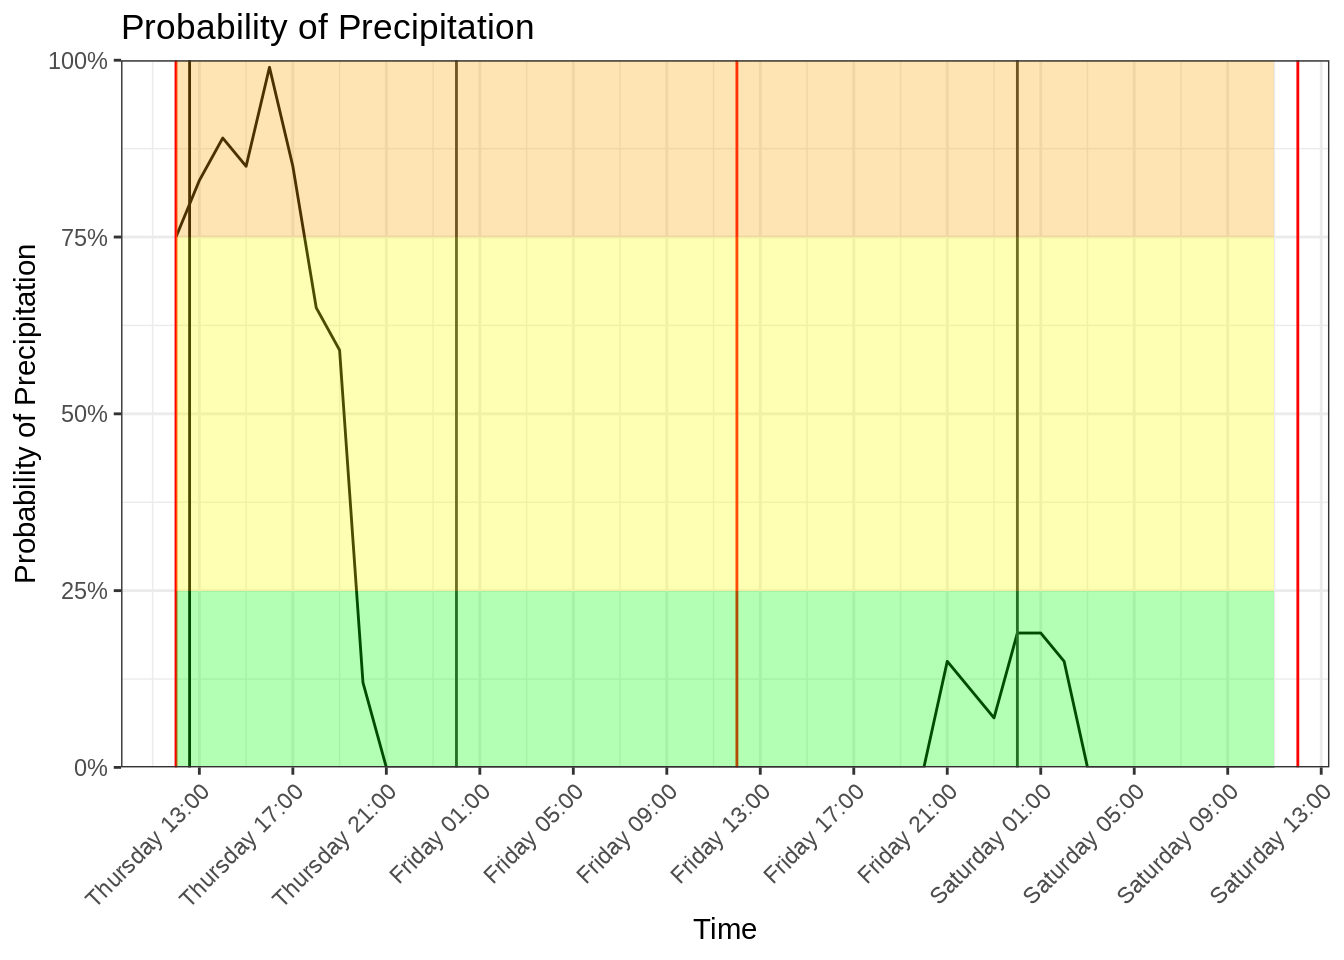 Probability of Precipitation
Probability of Precipitation
100%
75%
50%
25%
0%
Thursday 13:00
Thursday 17:00
Thursday 21:00
Friday 01:00
Friday 05:00
Friday 09:00
Friday 13:00
Friday 17:00
Friday 21:00
Saturday 01:00
Saturday 05:00
Saturday 09:00
Saturday 13:00
Time